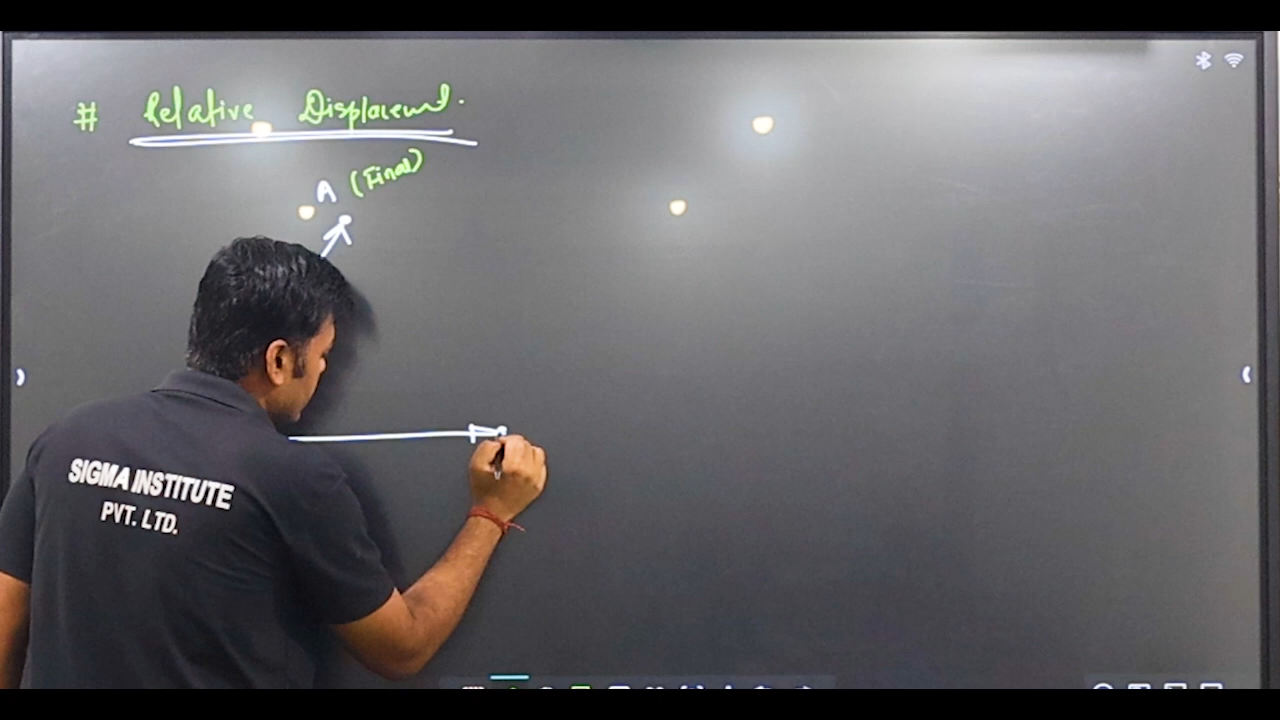 # Relative Displacement.
A (Final)
SIGMA INSTITUTE
PVT. LTD.